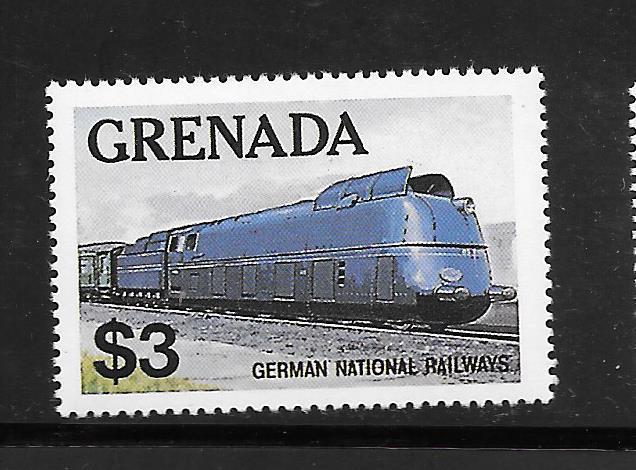 GRENADA
$3
GERMAN NATIONAL RAILWAYS